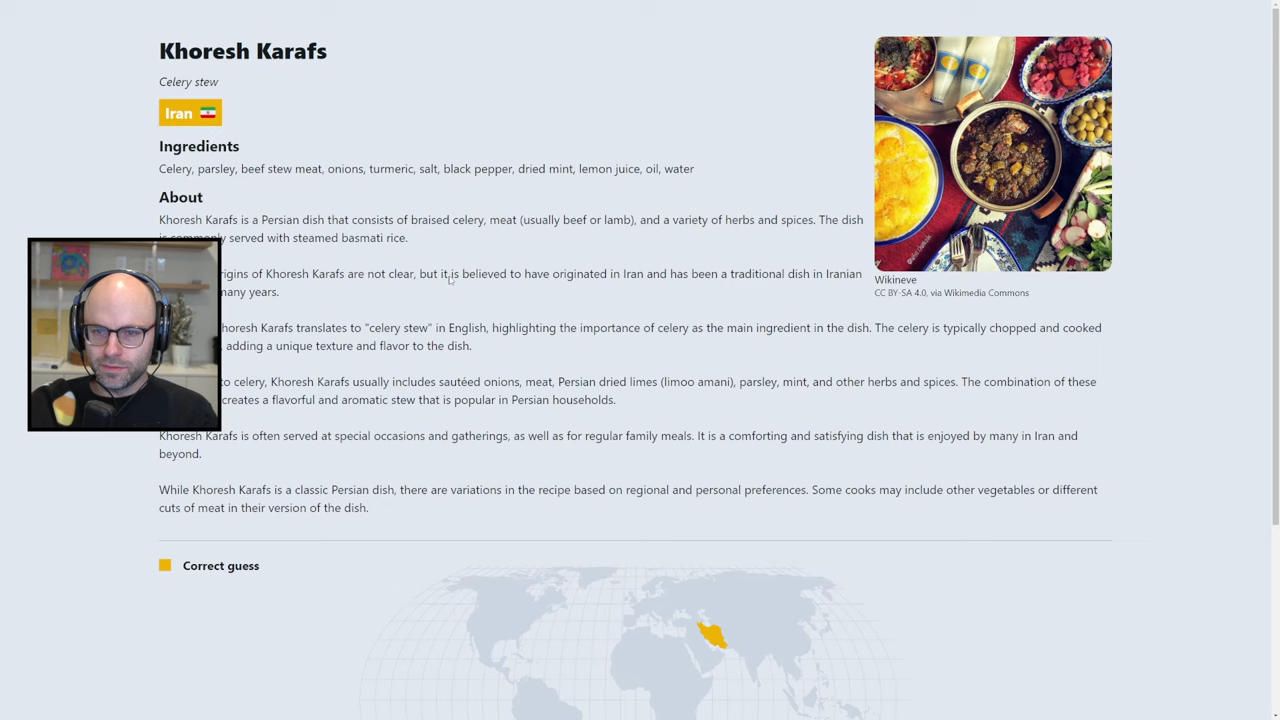 Khoresh Karafs
Celery stew
Iran
Ingredients
Celery, parsley, beef stew meat, onions, turmeric, salt, black pepper, dried mint, lemon juice, oil, water
About
Khoresh Karafs is a Persian dish that consists of braised celery, meat (usually beef or lamb), and a variety of herbs and spices. The dish
is commonly served with steamed basmati rice.
of Khoresh Karafs are not clear, but it is believed to have originated in Iran and has been a traditional dish in Iranian
many years.
Karafs translates to "celery stew" in English, highlighting the importance of celery as the main ingredient in the dish. The celery is typically chopped and cooked
adding a unique texture and flavor to the dish.
to celery, Khoresh Karafs usually includes sautéed onions, meat, Persian dried limes (limoo amani), parsley, mint, and other herbs and spices. The combination of these
creates a flavorful and aromatic stew that is popular in Persian households.
Khoresh Karafs is often served at special occasions and gatherings, as well as for regular family meals. It is a comforting and satisfying dish that is enjoyed by many in Iran and
beyond.
While Khoresh Karafs is a classic Persian dish, there are variations in the recipe based on regional and personal preferences. Some cooks may include other vegetables or different
cuts of meat in their version of the dish.
Wikineve
CC BY-SA 4.0, via Wikimedia Commons
Correct guess